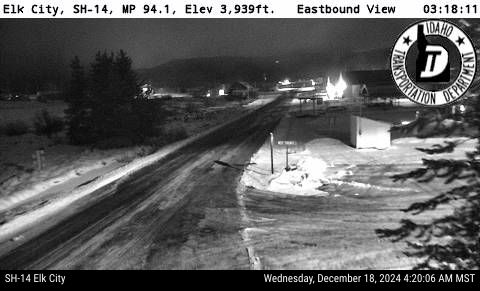 Elk City, SH-14, MP 94.1, Elev 3,939ft. Eastbound View 03:18:11
IDAHO
TRANSPORTATION DEPARTMENT
SH-14 Elk City Wednesday, December 18, 2024 4:20:06 AM MST